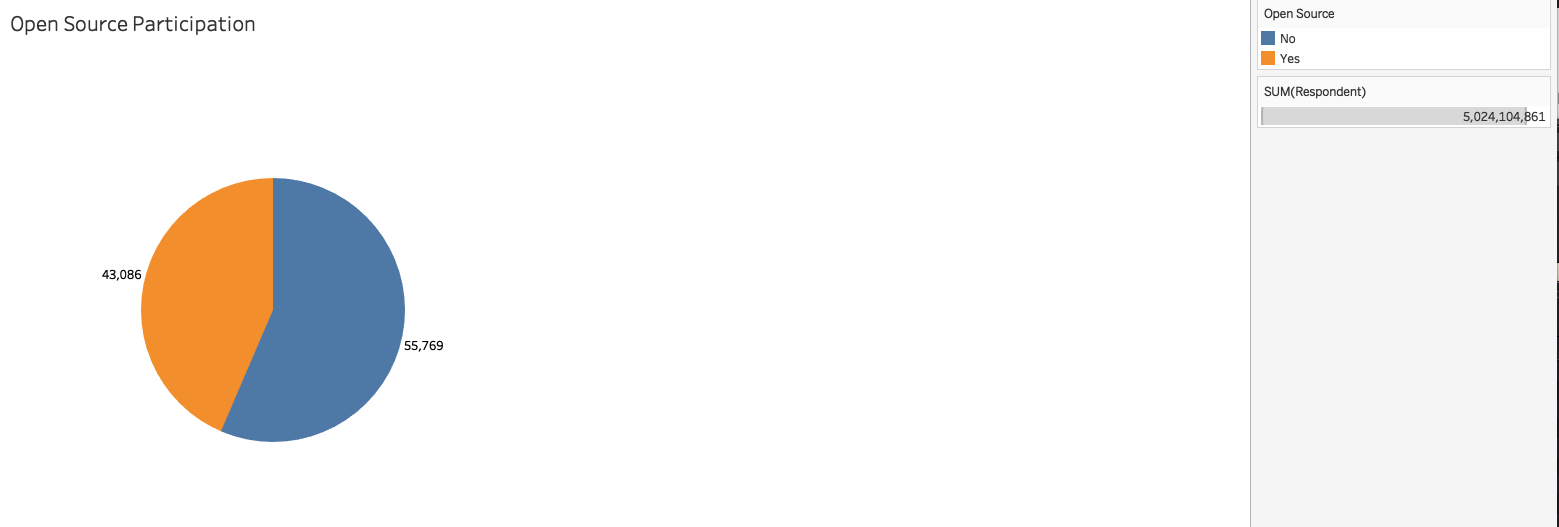 Open Source Participation
43,086
55,769
Open Source
No
Yes
SUM(Respondent)
5,024,104,861